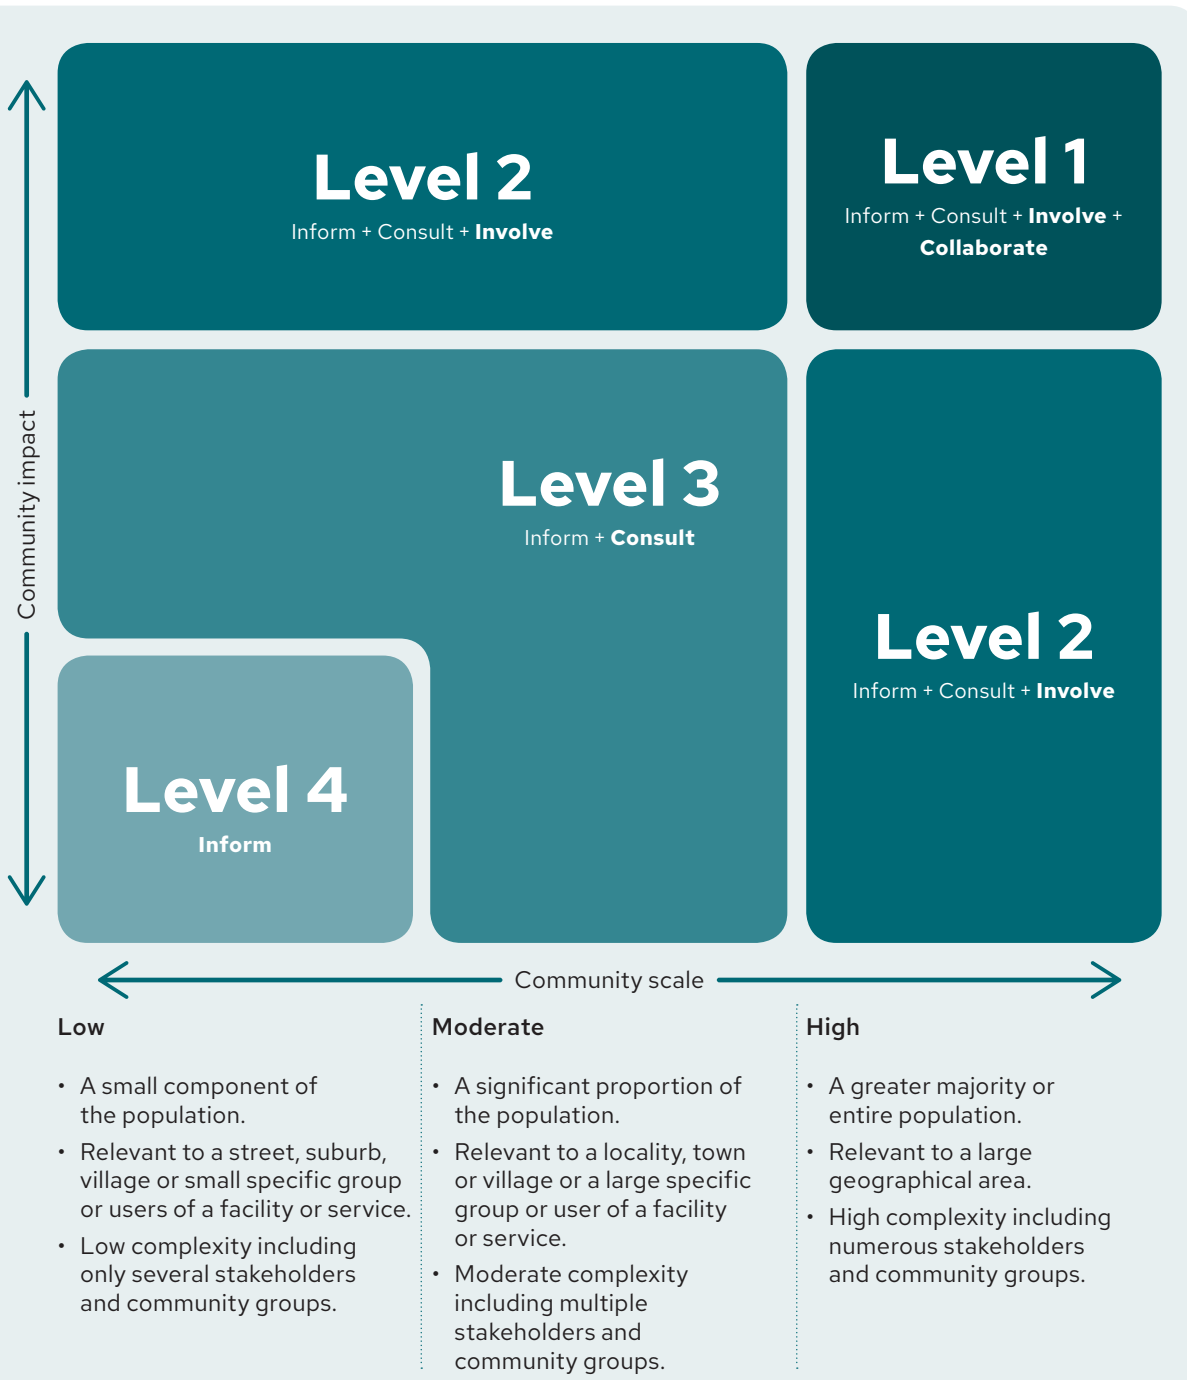 Level 2
Inform + Consult + Involve
Level 1
Inform + Consult + Involve +
Collaborate
Community impact
Level 3
Inform + Consult
Level 2
Inform + Consult + Involve
Level 4
Inform
Community scale
Low
• A small component of
the population.
• Relevant to a street, suburb,
village or small specific group
or users of a facility or service.
• Low complexity including
only several stakeholders
and community groups.
Moderate
• A significant proportion of
the population.
• Relevant to a locality, town
or village or a large specific
group or user of a facility
or service.
• Moderate complexity
including multiple
stakeholders and
community groups.
High
• A greater majority or
entire population.
• Relevant to a large
geographical area.
• High complexity including
numerous stakeholders
and community groups.